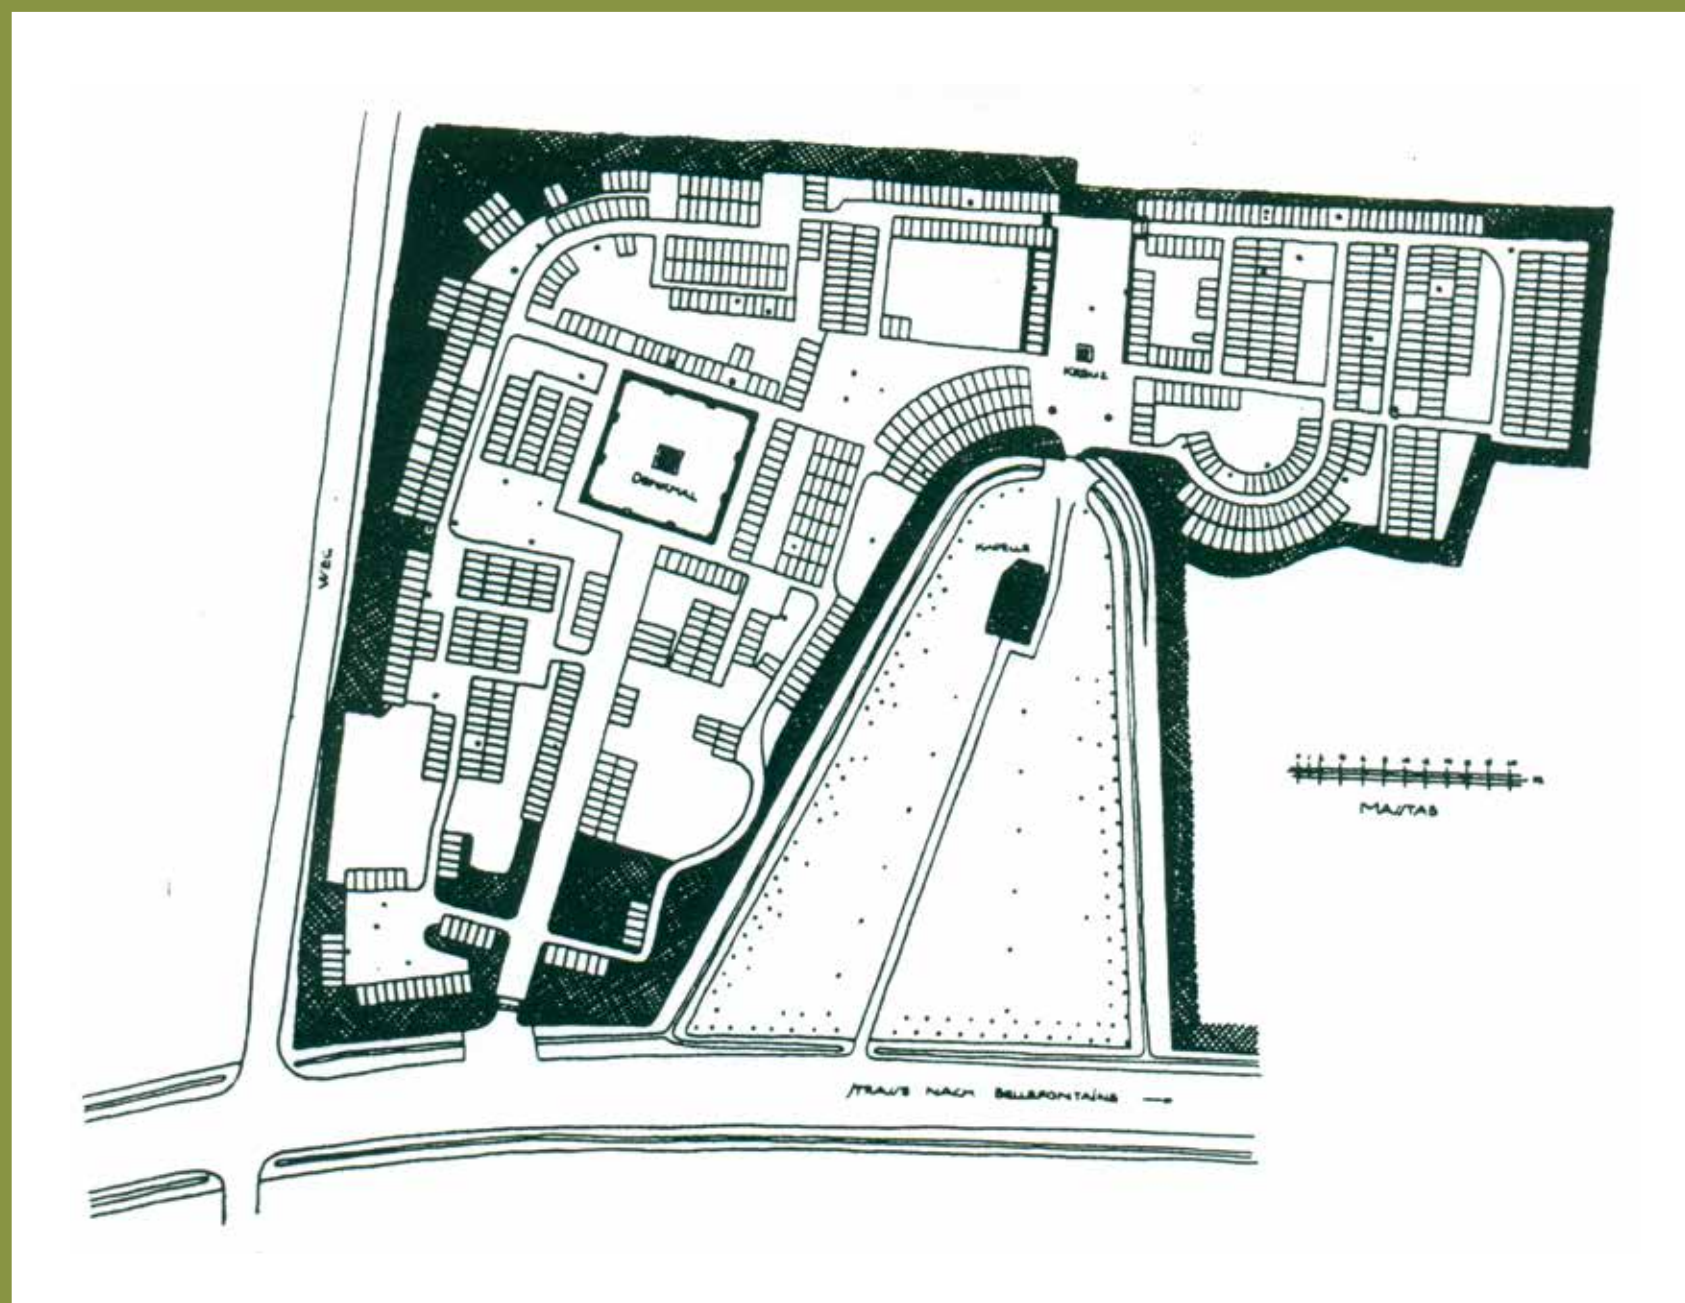 KREUZ
DENKMAL
KAPELLE
WEG
MASSTAB
STRASSE NACH BELLEFONTAINE